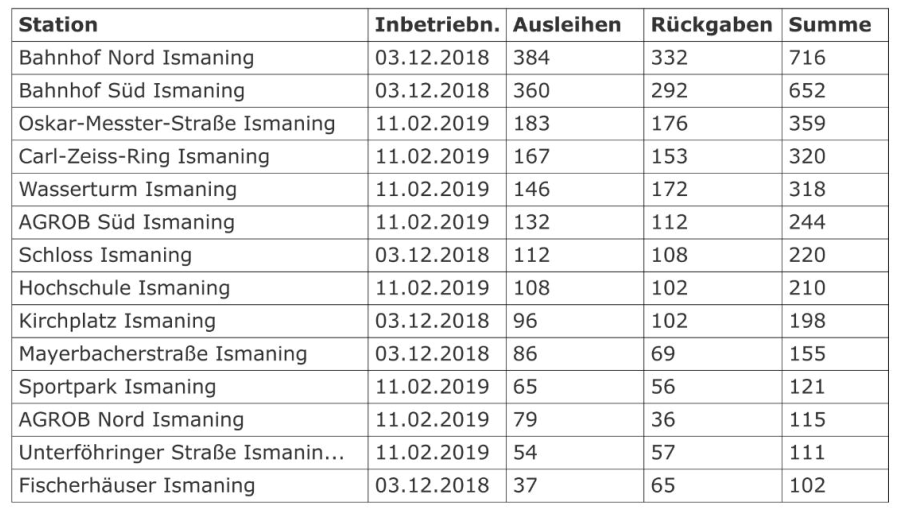 Station Inbetriebn. Ausleihen Rückgaben Summe
Bahnhof Nord Ismaning 03.12.2018 384 332 716
Bahnhof Süd Ismaning 03.12.2018 360 292 652
Oskar-Messter-Straße Ismaning 11.02.2019 183 176 359
Carl-Zeiss-Ring Ismaning 11.02.2019 167 153 320
Wasserturm Ismaning 11.02.2019 146 172 318
AGROB Süd Ismaning 11.02.2019 132 112 244
Schloss Ismaning 03.12.2018 112 108 220
Hochschule Ismaning 11.02.2019 108 102 210
Kirchplatz Ismaning 03.12.2018 96 102 198
Mayerbacherstraße Ismaning 03.12.2018 86 69 155
Sportpark Ismaning 11.02.2019 65 56 121
AGROB Nord Ismaning 11.02.2019 79 36 115
Unterföhringer Straße Ismanin... 11.02.2019 54 57 111
Fischerhäuser Ismaning 03.12.2018 37 65 102